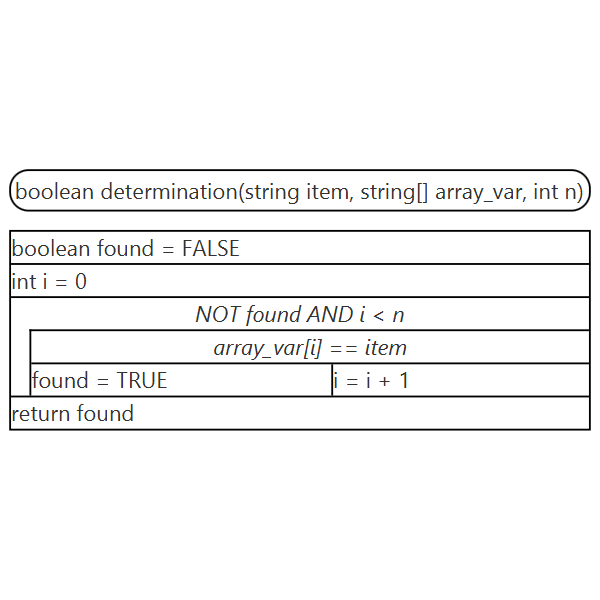 boolean determination(string item, string[] array_var, int n)
boolean found = FALSE
int i = 0
NOT found AND i < n
array_var[i] == item
found = TRUE
i = i + 1
return found